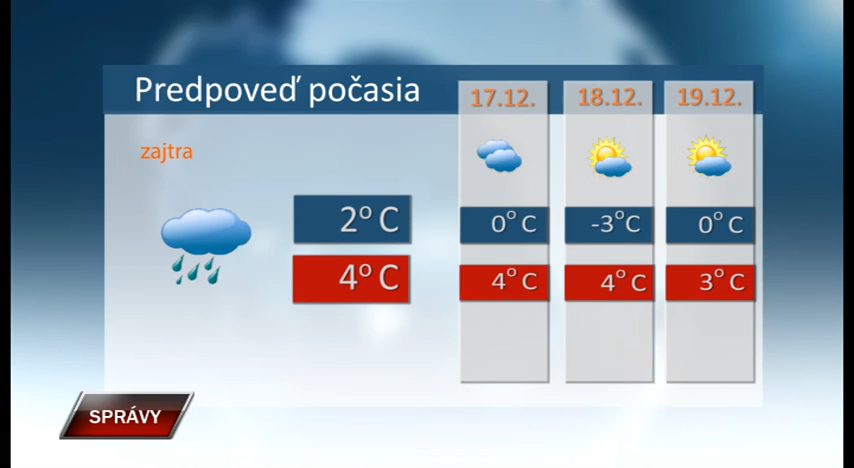 Predpoveď počasia
zajtra
2° C
4° C
17.12. 18.12. 19.12.
0° C -3°C 0° C
4° C 4° C 3° C
SPRÁVY